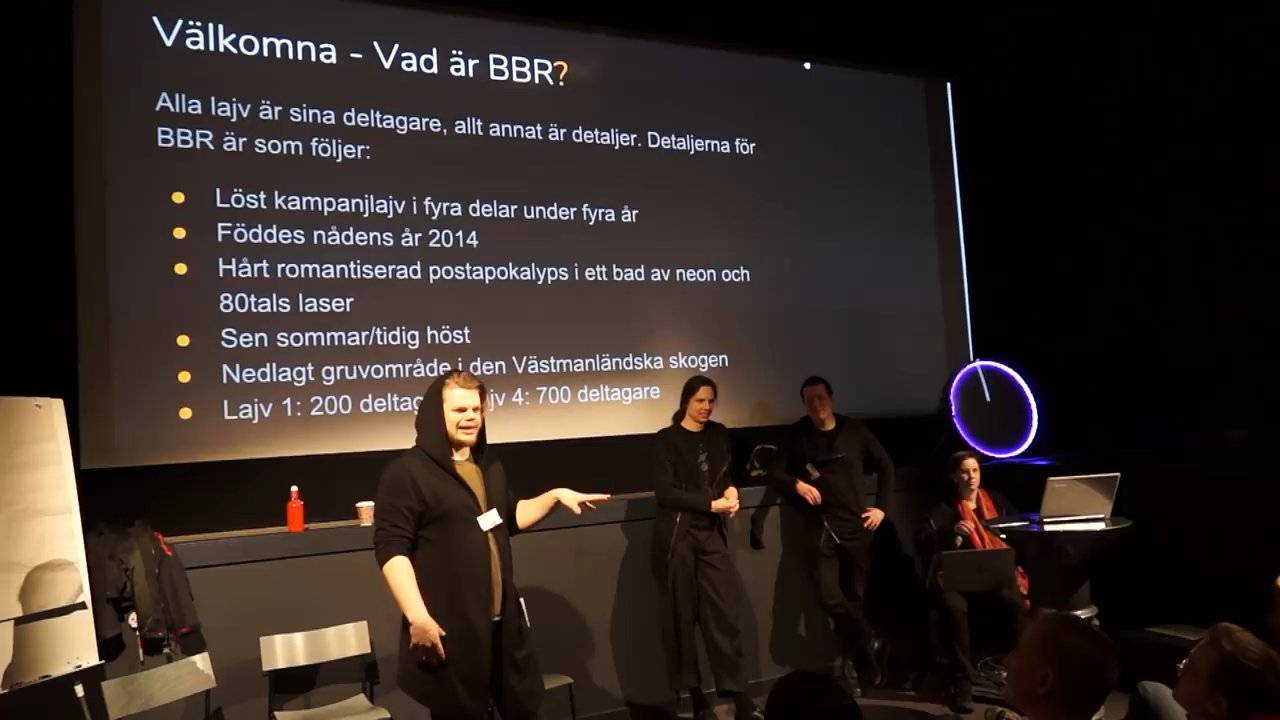 Välkomna - Vad är BBR?
Alla lajv är sina deltagare, allt annat är detaljer. Detaljerna för
BBR är som följer:
Löst kampanjlajv i fyra delar under fyra år
Föddes nådens år 2014
Hårt romantiserad postapokalyps i ett bad av neon och
80tals laser
Sen sommar/tidig höst
Nedlagt gruvområde i den Västmanländska skogen
Lajv 1: 200 4: 700 deltagare